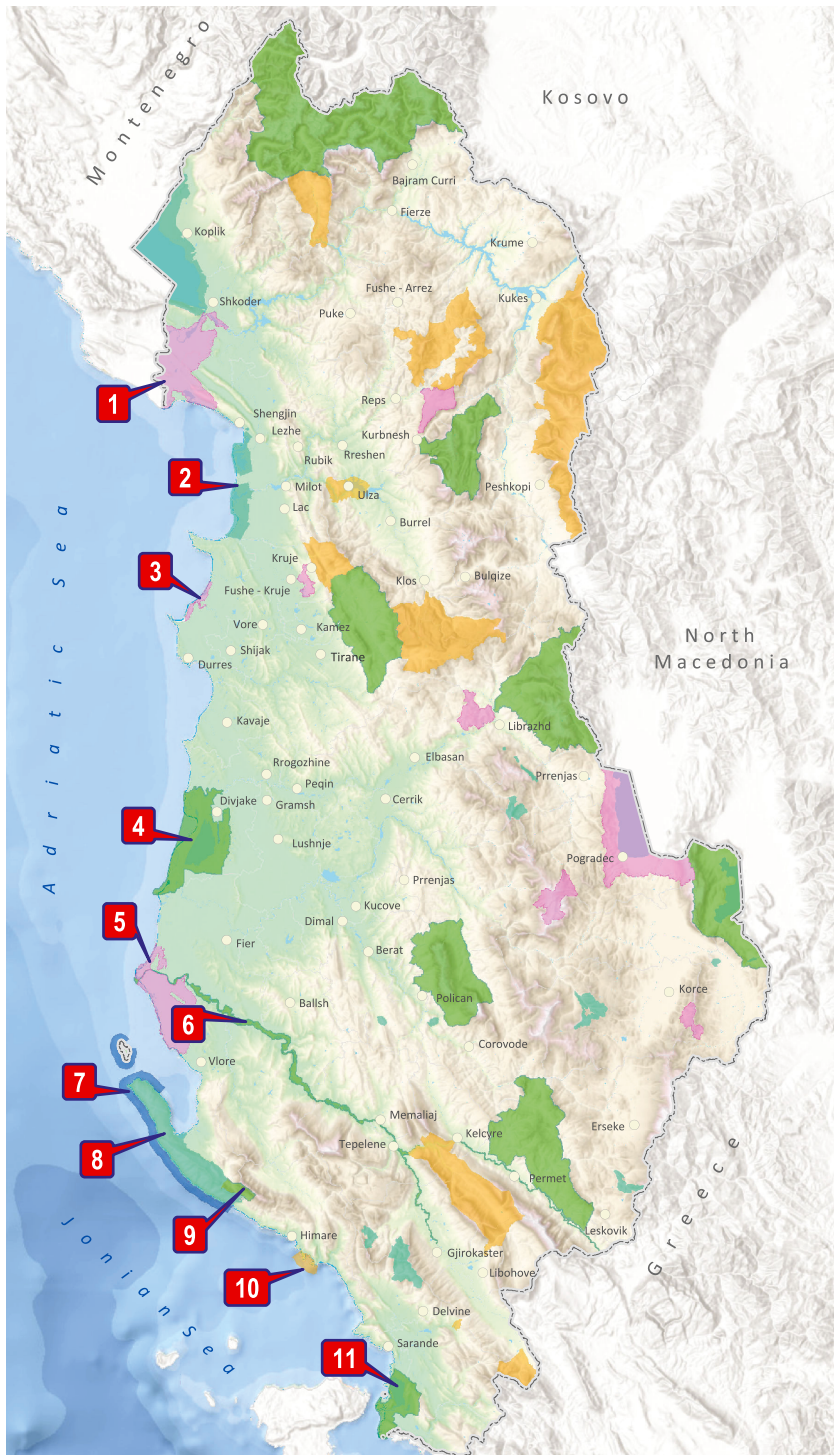 Montenegro
Kosovo
Bajram Curri
Fierze
Koplik
Krume
Fushe - Arrez
Kukes
Shkoder
Puke
1
Reps
Shengjin
Lezhe
Kurbnesh
Rubik
Rreshen
2
Milot
Ulza
Peshkopi
Lac
Burrel
Adriatic Sea
Kruje
3
Fushe - Kruje
Klos
Bulqize
Vore
Kamez
North
Macedonia
Shijak
Tirane
Durres
Kavaje
Librazhd
Elbasan
Rrogozhine
Prrenjas
Peqin
Divjake
Gramsh
Cerrik
4
Lushnje
Pogradec
Prrenjas
Kucove
5
Dimal
Fier
Berat
Korce
Polican
Ballsh
6
Corovode
Vlore
7
Memaliaj
Erseke
8
Tepelene
Kelcyre
Permet
Greece
9
Leskovik
Himare
Jonian Sea
Gjirokaster
10
Libohove
Delvine
Sarande
11